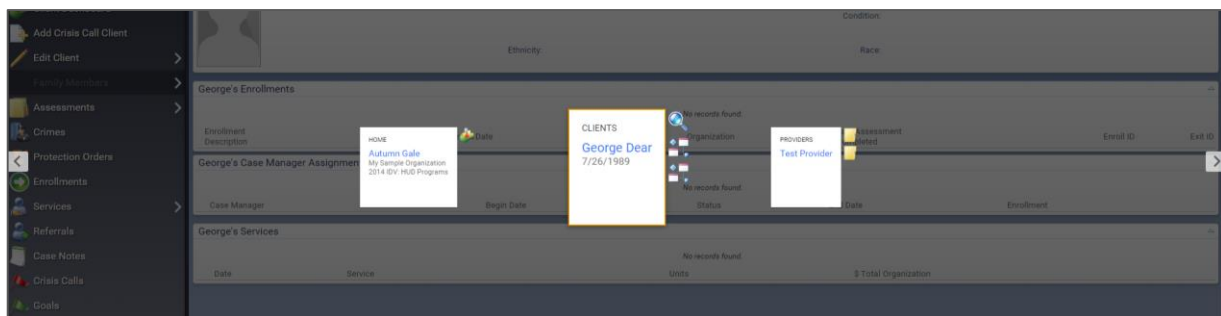 Add Crisis Call Client
Edit Client
Family Members
Assessments
Crimes
Protection Orders
Enrollments
Services
Referrals
Case Notes
Crisis Calls
Goals
Condition:
Ethnicity:
Race:
George's Enrollments
No records found.
Enrollment
Description
Date
Organization
Assessment
Enroll ID
Exit ID
George's Case Manager Assignmen
No records found.
Case Manager
Begin Date
Status
Date
Enrollment
George's Services
No records found.
Date
Service
Units
$ Total Organization
HOME
Autumn Gale
My Sample Organization
2014 IDV: HUD Programs
CLIENTS
George Dear
7/26/1989
PROVIDERS
Test Provider